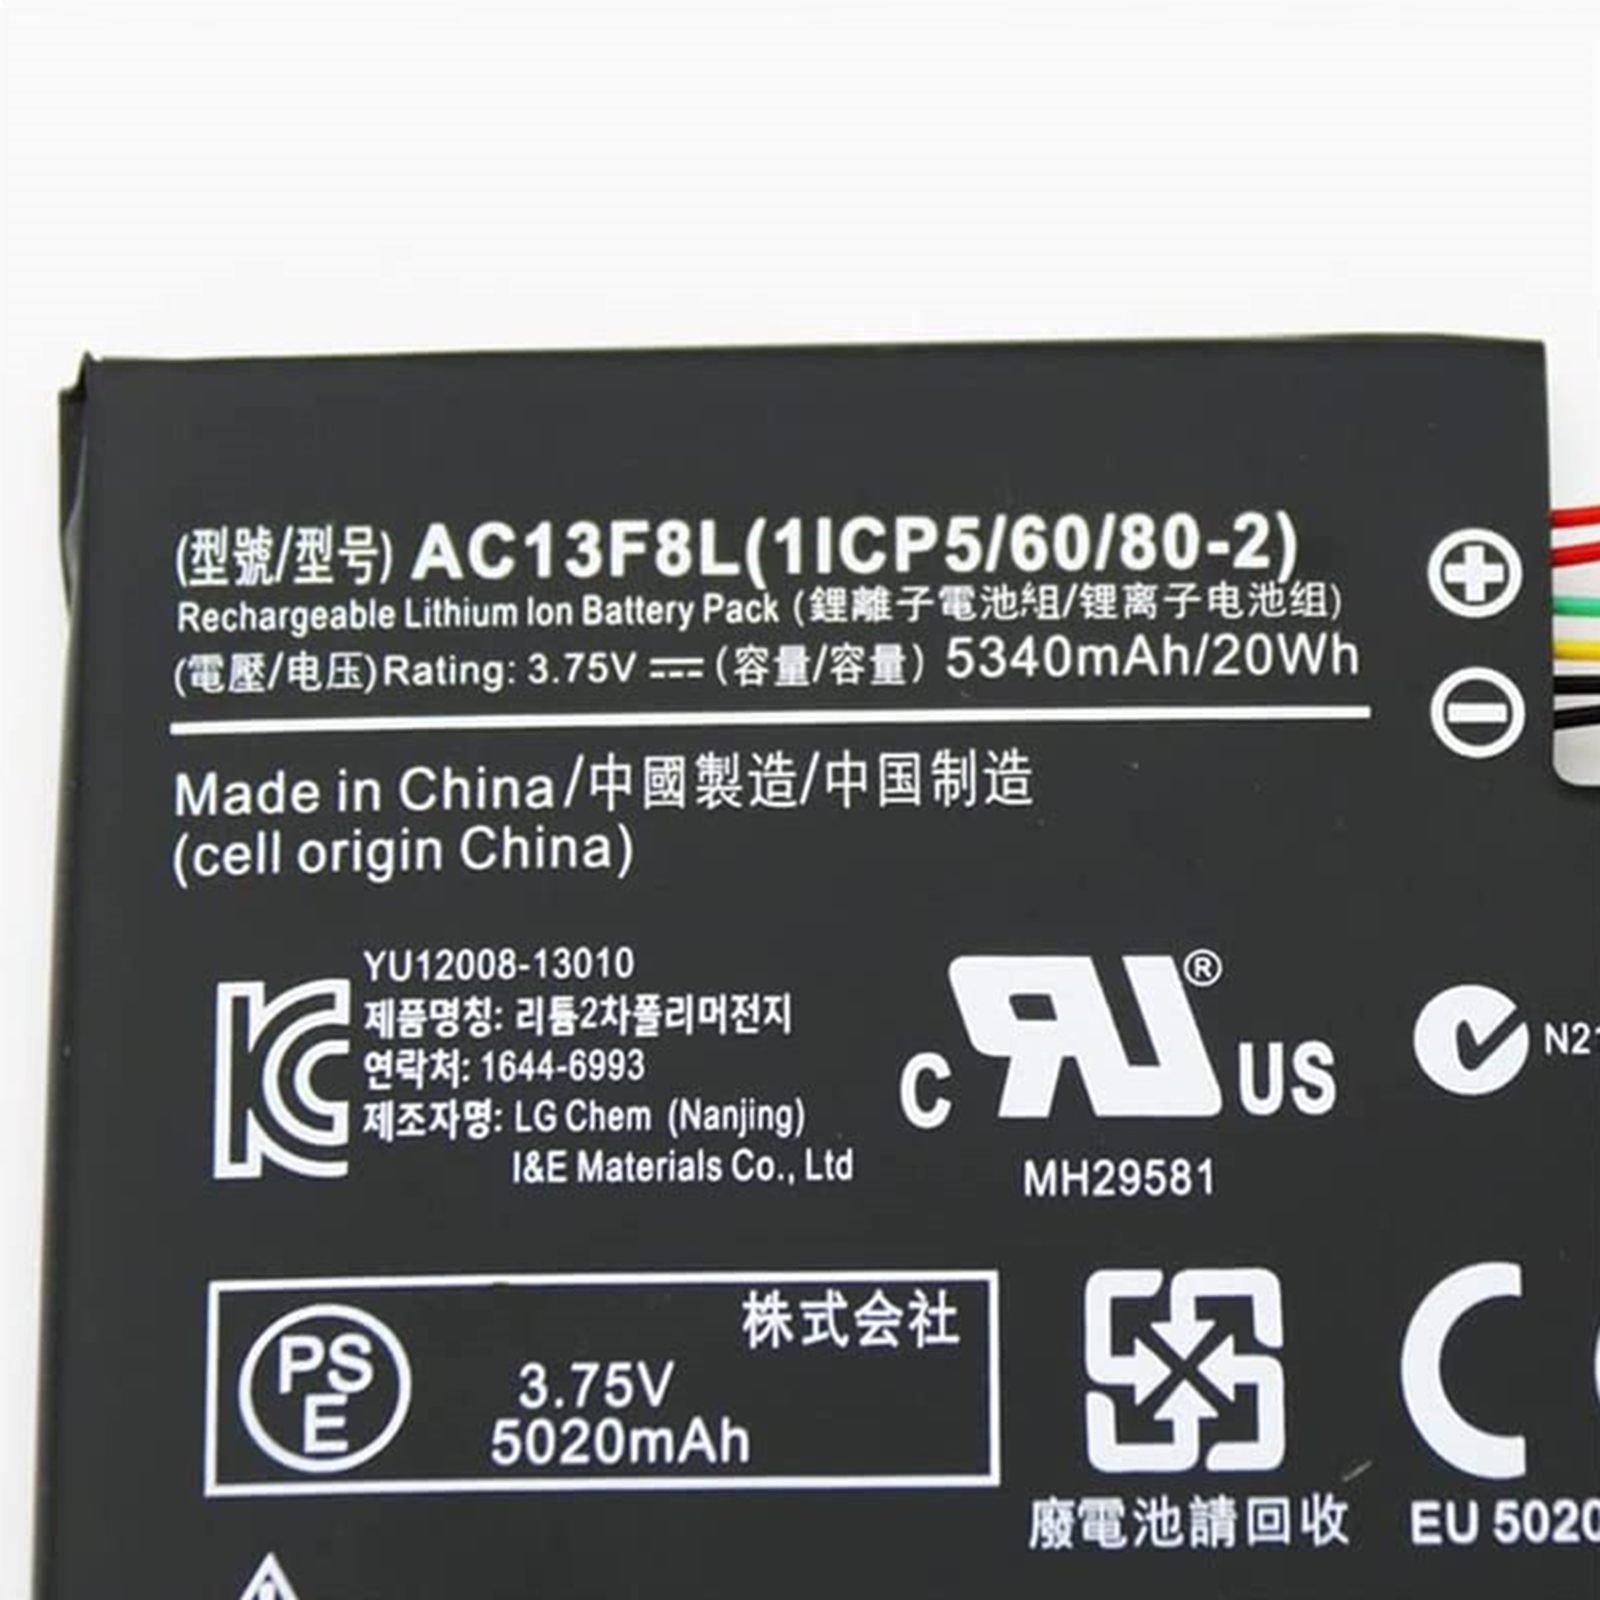 (型號/型号) AC13F8L(1ICP5/60/80-2)
Rechargeable Lithium Ion Battery Pack (鋰離子電池組/锂离子电池组)
(電壓/电压)Rating: 3.75V ⎓ (容量/容量) 5340mAh/20Wh
Made in China/中國製造/中国制造
(cell origin China)
YU12008-13010
제품명칭: 리튬2차폴리머전지
연락처: 1644-6993
제조자명: LG Chem (Nanjing)
I&E Materials Co., Ltd
c RU ® US
MH29581
N21
株式会社
PS
E
3.75V
5020mAh
廢電池請回收
C
EU 5020